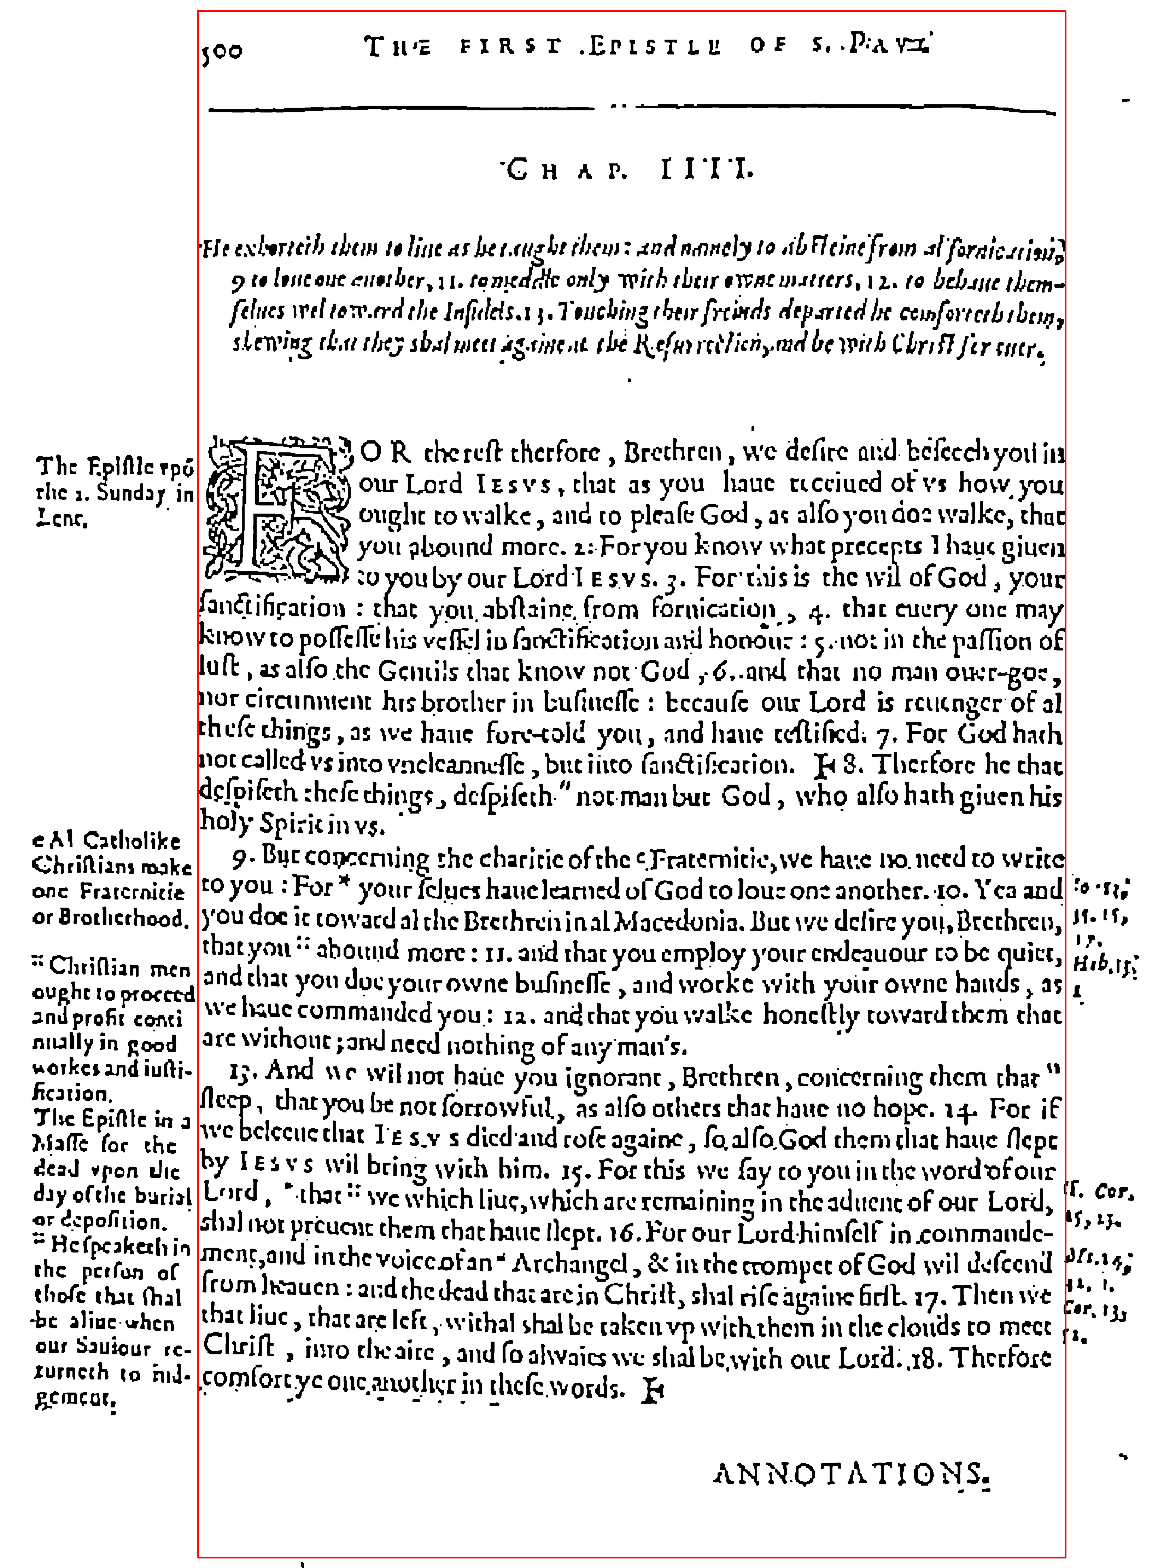 500 THE FIRST EPISTLE OF S. PAVL
CHAP. IIII.
He exhorteth them to liue as he taught them: and namely to abſteine from al fornication,
9 to loue one another, 11. to meddle only with their owne matters, 12. to behaue them-
ſelues wel toward the Infidels. 13. Touching their freinds departed he comforteth them,
shewing that they shal meet againe at the Reſurrection, and be with Chriſt for euer.
FOR the reſt therfore, Brethren, we deſire and beſeech you in
our Lord IESVS, that as you haue receiued of vs how you
ought to walke, and to pleaſe God, as alſo you doe walke, that
you abound more. 2. For you know what precepts I haue giuen
to you by our Lord IESVS. 3. For this is the wil of God, your
ſanctification: that you abſtaine from fornication, 4. that euery one may
know to poſſeſſe his veſſel in ſanctification and honour: 5. not in the paſſion of
luſt, as alſo the Gentils that know not God, 6. and that no man ouer-goe,
nor circunuent his brother in buſineſſe: becauſe our Lord is reuenger of al
theſe things, as we haue fore-told you, and haue teſtified. 7. For God hath
not called vs into vncleanneſſe, but into ſanctification. 8. Therfore he that
deſpiſeth theſe things, deſpiſeth " not man but God, who alſo hath giuen his
holy Spirit in vs.
9. But concerning the charitie of the e Fraternitie, we haue no need to write
to you: For * your ſelues haue learned of God to loue one another. 10. Yea and
you doe it toward al the Brethren in al Macedonia. But we deſire you, Brethren,
that you :: abound more: 11. and that you employ your endeauour to be quiet,
and that you doe your owne buſineſſe, and worke with your owne hands, as
we haue commanded you: 12. and that you walke honeſtly toward them that
are without; and need nothing of any man's.
13. And we wil not haue you ignorant, Brethren, concerning them that "
ſleep, that you be not ſorrowful, as alſo others that haue no hope. 14. For if
we beleeue that IESVS died and roſe againe, ſo alſo God them that haue ſlept
by IESVS wil bring with him. 15. For this we ſay to you in the word of our
Lord, * that :: we which liue, which are remaining in the aduent of our Lord,
shal not preuent them that haue ſlept. 16. For our Lord himſelf in commande-
ment, and in the voice of an * Archangel, & in the trompet of God wil deſcend
from heauen: and the dead that are in Chriſt, shal riſe againe firſt. 17. Then we
that liue, that are left, withal shal be taken vp with them in the clouds to meet
Chriſt, into the aire, and ſo alwaies we shal be with our Lord. 18. Therfore
comfort ye one another in theſe words.
ANNOTATIONS.
The Epiſtle vpō
the 2. Sunday in
Lent.
e Al Catholike
Chriſtians make
one Fraternitie
or Brotherhood.
:: Chriſtian men
ought to proceed
and profit conti
nually in good
workes and iuſti-
fication.
The Epiſtle in a
Maſſe for the
dead vpon the
day of the burial
or depoſition.
:: He ſpeaketh in
the perſon of
thoſe that ſhal
be aliue when
our Sauiour re-
turneth to iud-
gement.
15. 15,
17.
Heb. 13,
1
1. Cor.
15, 23.
Mt. 24,
Cor. 15,